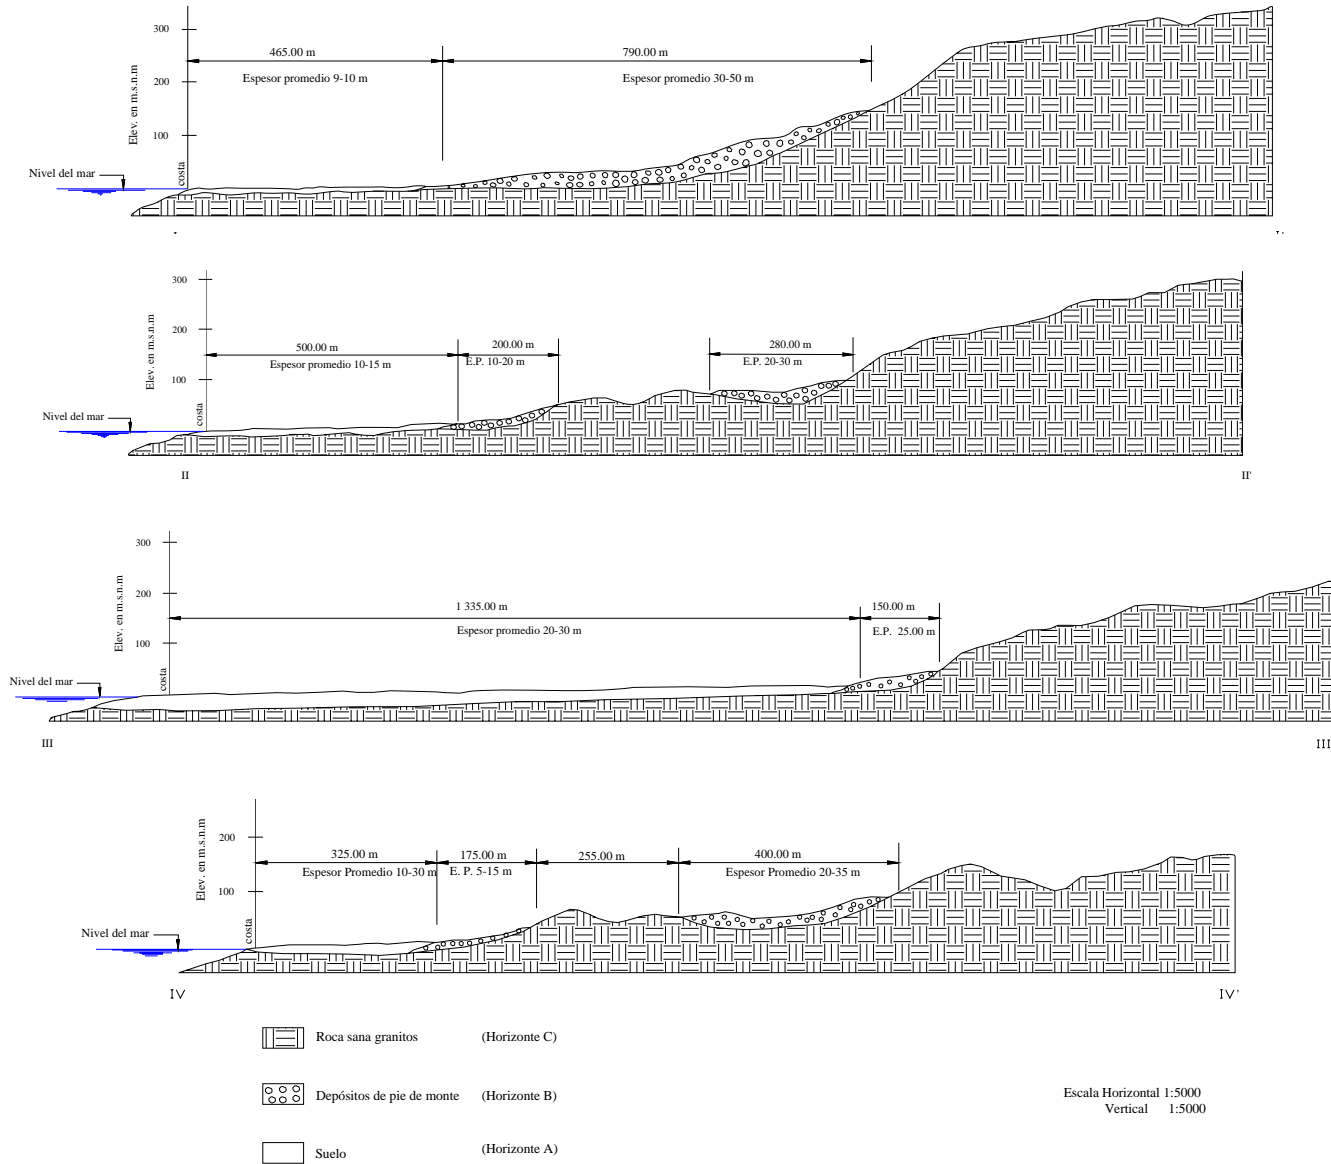 300
465.00 m
790.00 m
Espesor promedio 9-10 m
Espesor promedio 30-50 m
200
Elev. en m.s.n.m
100
costa
Nivel del mar
300
200
Elev. en m.s.n.m
500.00 m
200.00 m
280.00 m
Espesor promedio 10-15 m
E.P. 10-20 m
E.P. 20-30 m
100
Nivel del mar
costa
II
II'
300
200
Elev. en m.s.n.m
1 335.00 m
150.00 m
Espesor promedio 20-30 m
E.P. 25.00 m
100
Nivel del mar
costa
III
III
200
Elev. en m.s.n.m
325.00 m
175.00 m
255.00 m
400.00 m
Espesor Promedio 10-30 m
E. P. 5-15 m
Espesor Promedio 20-35 m
100
Nivel del mar
costa
IV
IV'
Roca sana granitos (Horizonte C)
Depósitos de pie de monte (Horizonte B)
Suelo (Horizonte A)
Escala Horizontal 1:5000
Vertical 1:5000